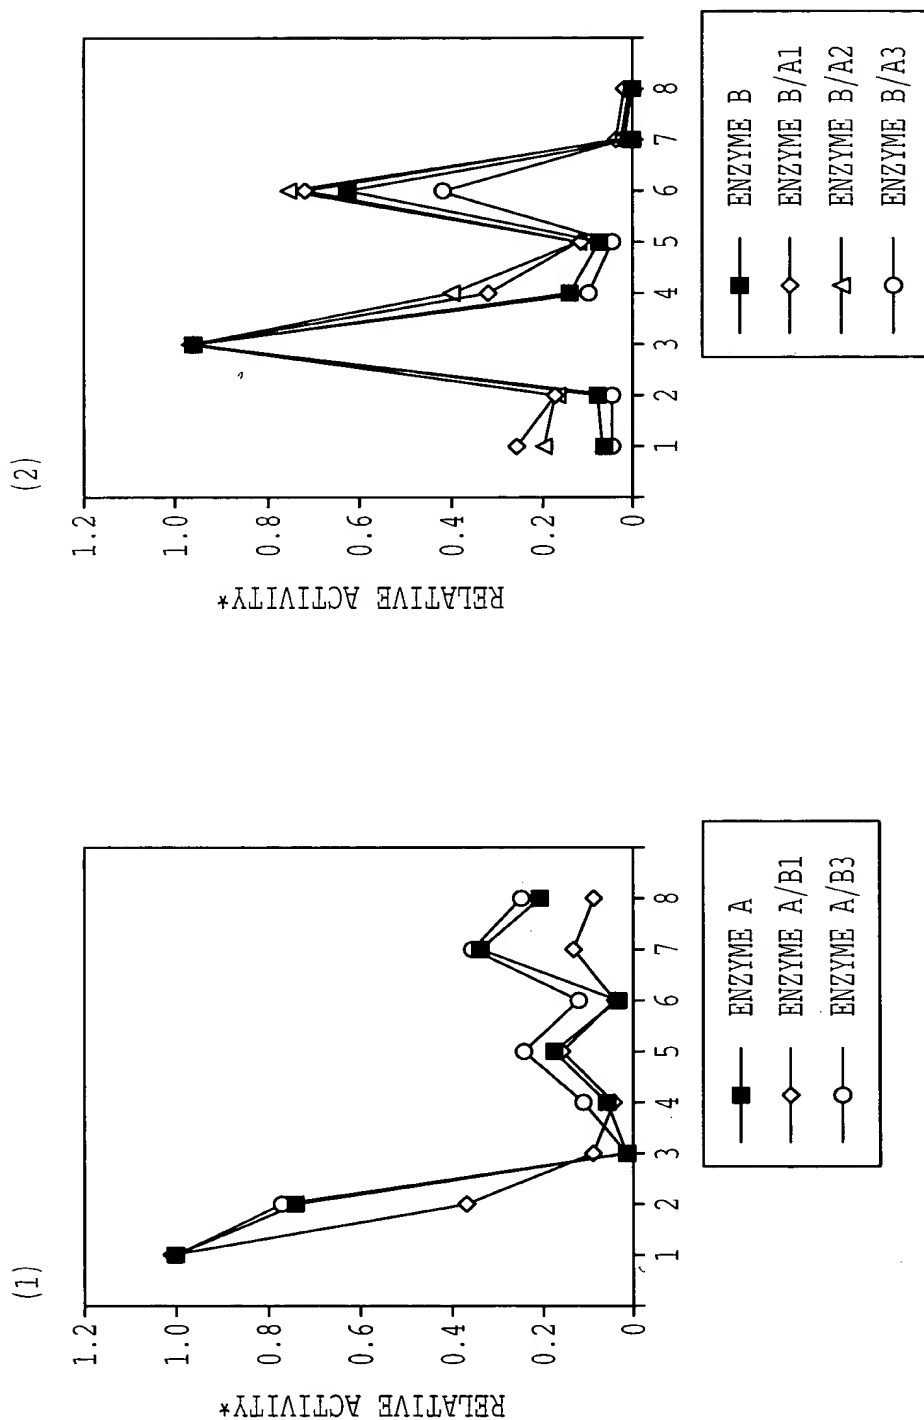 (1)
RELATIVE ACTIVITY*
1.2
1.0
0.8
0.6
0.4
0.2
0
1 2 3 4 5 6 7 8
ENZYME A
ENZYME A/B1
ENZYME A/B3
(2)
RELATIVE ACTIVITY*
1.2
1.0
0.8
0.6
0.4
0.2
0
1 2 3 4 5 6 7 8
ENZYME B
ENZYME B/A1
ENZYME B/A2
ENZYME B/A3